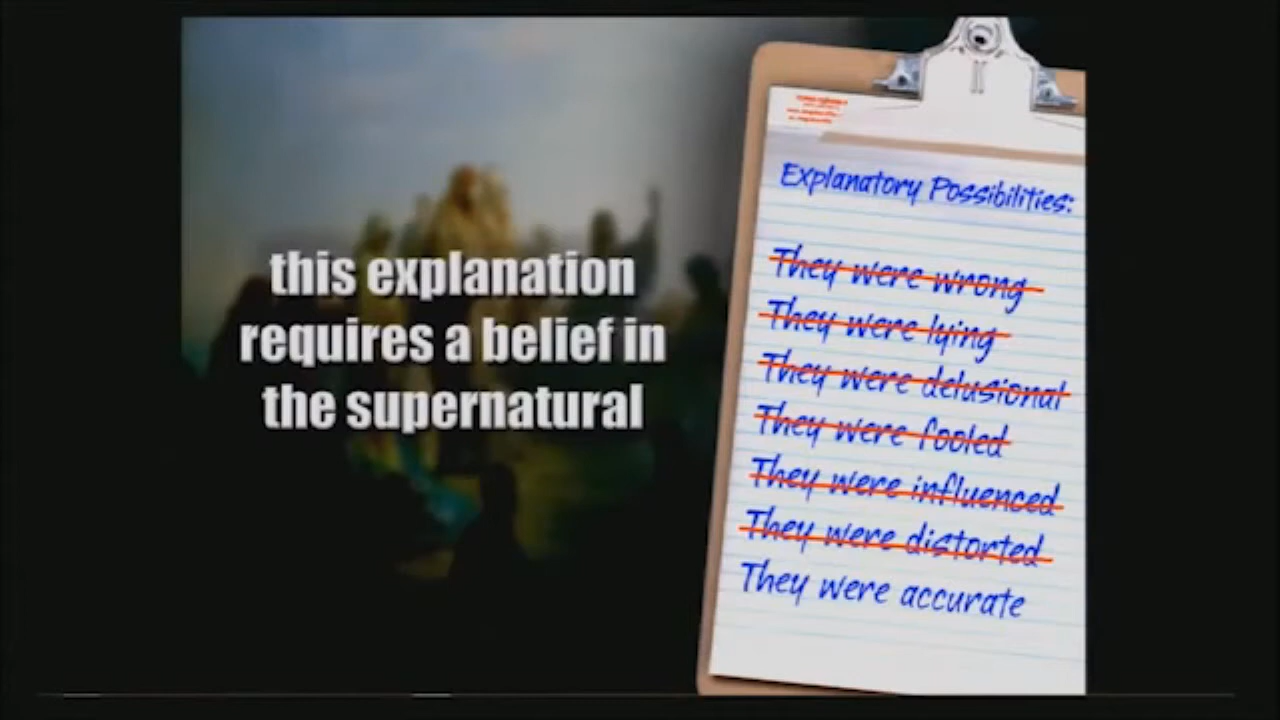 this explanation
requires a belief in
the supernatural
Explanatory Possibilities:
They were wrong
They were lying
They were delusional
They were fooled
They were influenced
They were distorted
They were accurate